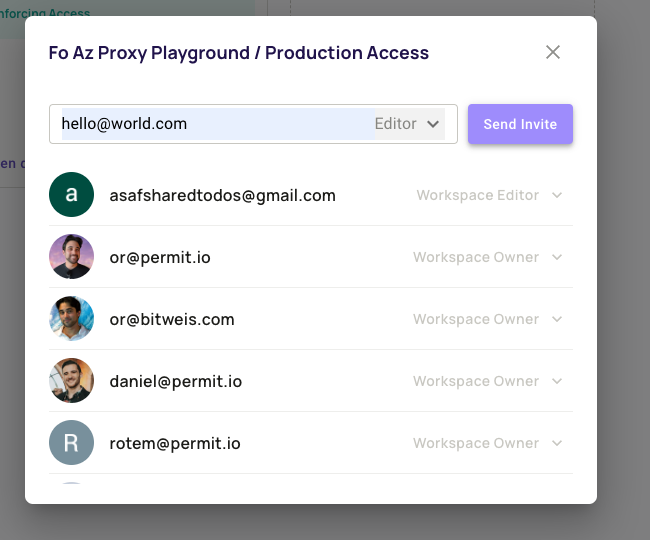 nforcing Access
Fo Az Proxy Playground / Production Access
hello@world.com Editor
Send Invite
a asafsharedtodos@gmail.com Workspace Editor
or@permit.io Workspace Owner
or@bitweis.com Workspace Owner
daniel@permit.io Workspace Owner
R rotem@permit.io Workspace Owner